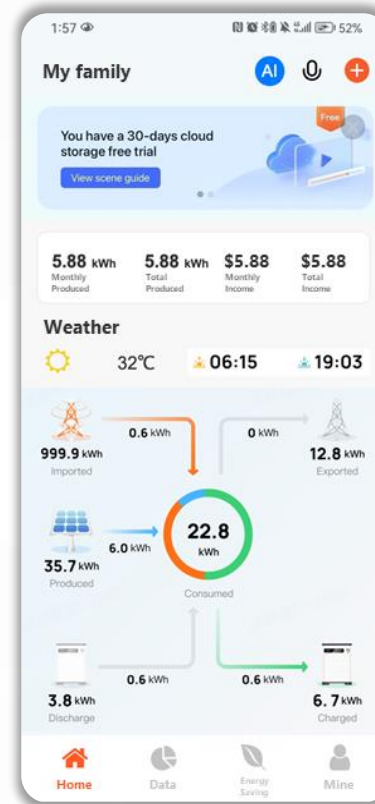 1:57
52%
My family
AI
Free
You have a 30-days cloud
storage free trial
View scene guide
5.88 kWh
Monthly
Produced
5.88 kWh
Total
Produced
$5.88
Monthly
Income
$5.88
Total
Income
Weather
32℃
06:15
19:03
0.6 kWh
0 kWh
999.9 kWh
Imported
12.8 kWh
Exported
22.8
kWh
Consumed
6.0 kWh
35.7 kWh
Produced
0.6 kWh
0.6 kWh
3.8 kWh
Discharge
6.7 kWh
Charged
Home
Data
Energy
Saving
Mine